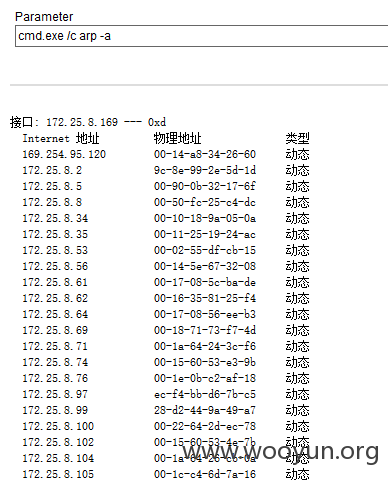 Parameter
cmd.exe /c arp -a
接口: 172.25.8.169 --- 0xd
Internet 地址 物理地址 类型
169.254.95.120 00-14-a8-34-26-60 动态
172.25.8.2 9c-8e-99-2e-5d-1d 动态
172.25.8.5 00-90-0b-32-17-6f 动态
172.25.8.8 00-50-fc-25-c4-dc 动态
172.25.8.34 00-10-18-9a-05-0a 动态
172.25.8.35 00-11-25-19-24-ac 动态
172.25.8.53 00-02-55-df-cb-15 动态
172.25.8.56 00-14-5e-67-32-08 动态
172.25.8.61 00-17-08-5c-ba-de 动态
172.25.8.62 00-16-35-81-25-f4 动态
172.25.8.64 00-17-08-56-ee-b3 动态
172.25.8.69 00-18-71-73-f7-4d 动态
172.25.8.71 00-1a-64-24-3c-f6 动态
172.25.8.74 00-15-60-53-e3-9b 动态
172.25.8.76 00-1e-0b-c2-af-18 动态
172.25.8.97 ec-f4-bb-d6-7b-c5 动态
172.25.8.99 28-d2-44-9a-49-a7 动态
172.25.8.100 00-22-64-2d-ec-78 动态
172.25.8.102 00-15-60-53-4e-7b 动态
172.25.8.104 动态
172.25.8.105 00-1c-c4-6d-7a-16 动态
www.wooyun.org